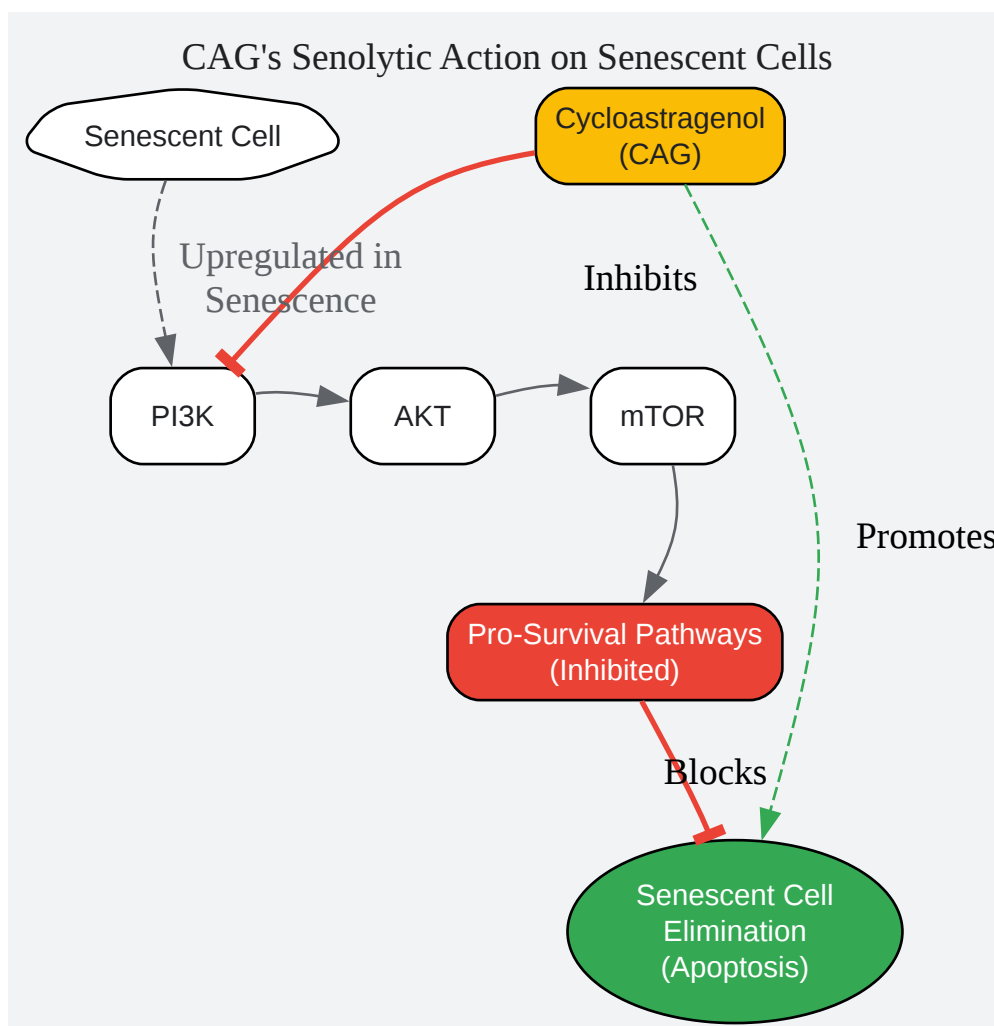 CAG's Senolytic Action on Senescent Cells
Senescent Cell
Cycloastragenol
(CAG)
Upregulated in
Senescence
Inhibits
PI3K
AKT
mTOR
Promotes
Pro-Survival Pathways
(Inhibited)
Blocks
Senescent Cell
Elimination
(Apoptosis)